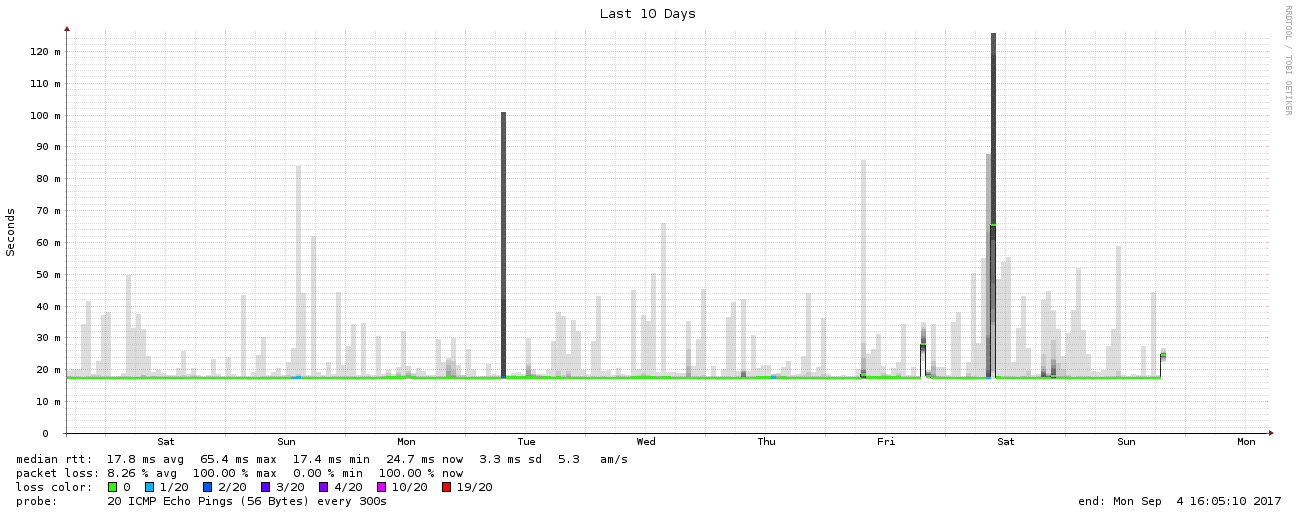 Last 10 Days
RRDTOOL / TOBI OETIKER
Seconds
120 m
110 m
100 m
90 m
80 m
70 m
60 m
50 m
40 m
30 m
20 m
10 m
0
Sat Sun Mon Tue Wed Thu Fri Sat Sun Mon
median rtt: 17.8 ms avg 65.4 ms max 17.4 ms min 24.7 ms now 3.3 ms sd 5.3 am/s
packet loss: 8.26 % avg 100.00 % max 0.00 % min 100.00 % now
loss color: 0 1/20 2/20 3/20 4/20 10/20 19/20
probe: 20 ICMP Echo Pings (56 Bytes) every 300s end: Mon Sep 4 16:05:10 2017